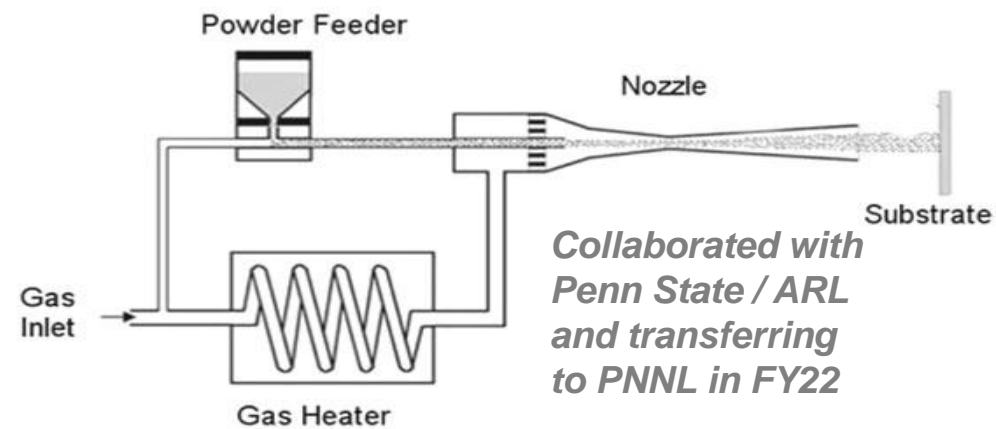 Powder Feeder
Nozzle
Substrate
Collaborated with
Penn State / ARL
and transferring
to PNNL in FY22
Gas
Inlet
Gas Heater